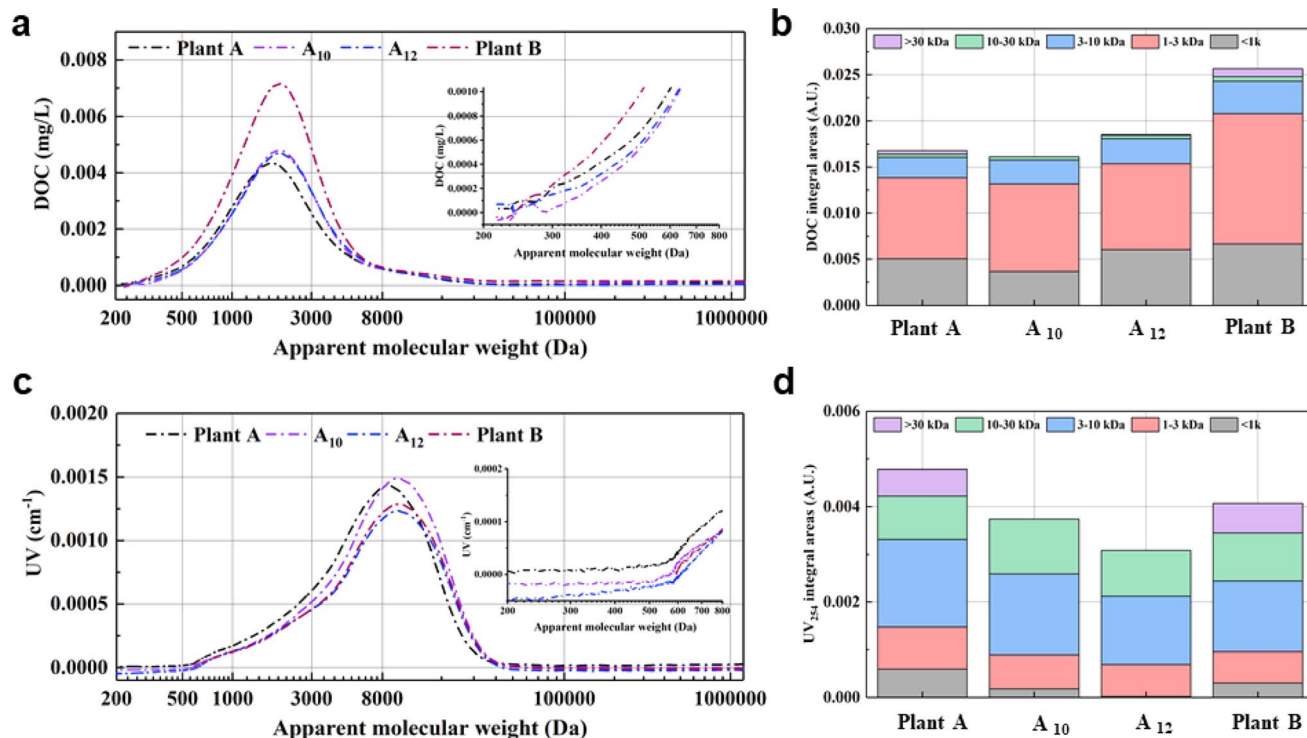 a
Plant A A₁₀ A₁₂ Plant B
DOC (mg/L)
0.008
0.006
0.004
0.002
0.000
200 500 1000 3000 8000 100000 1000000
Apparent molecular weight (Da)
DOC (mg/L)
0.0010
0.0008
0.0006
0.0004
0.0002
0.0000
200 300 400 500 600 700 800
Apparent molecular weight (Da)
b
>30 kDa 10-30 kDa 3-10 kDa 1-3 kDa <1k
DOC integral areas (A.U.)
0.030
0.025
0.020
0.015
0.010
0.005
0.000
Plant A A ₁₀ A ₁₂ Plant B
c
Plant A A₁₀ A₁₂ Plant B
UV (cm⁻¹)
0.0020
0.0015
0.0010
0.0005
0.0000
200 500 1000 3000 8000 100000 1000000
Apparent molecular weight (Da)
UV (cm⁻¹)
0.0002
0.0001
0.0000
200 300 400 500 600 700 800
Apparent molecular weight (Da)
d
>30 kDa 10-30 kDa 3-10 kDa 1-3 kDa <1k
UV₂₅₄ integral areas (A.U.)
0.006
0.004
0.002
0.000
Plant A A ₁₀ A ₁₂ Plant B